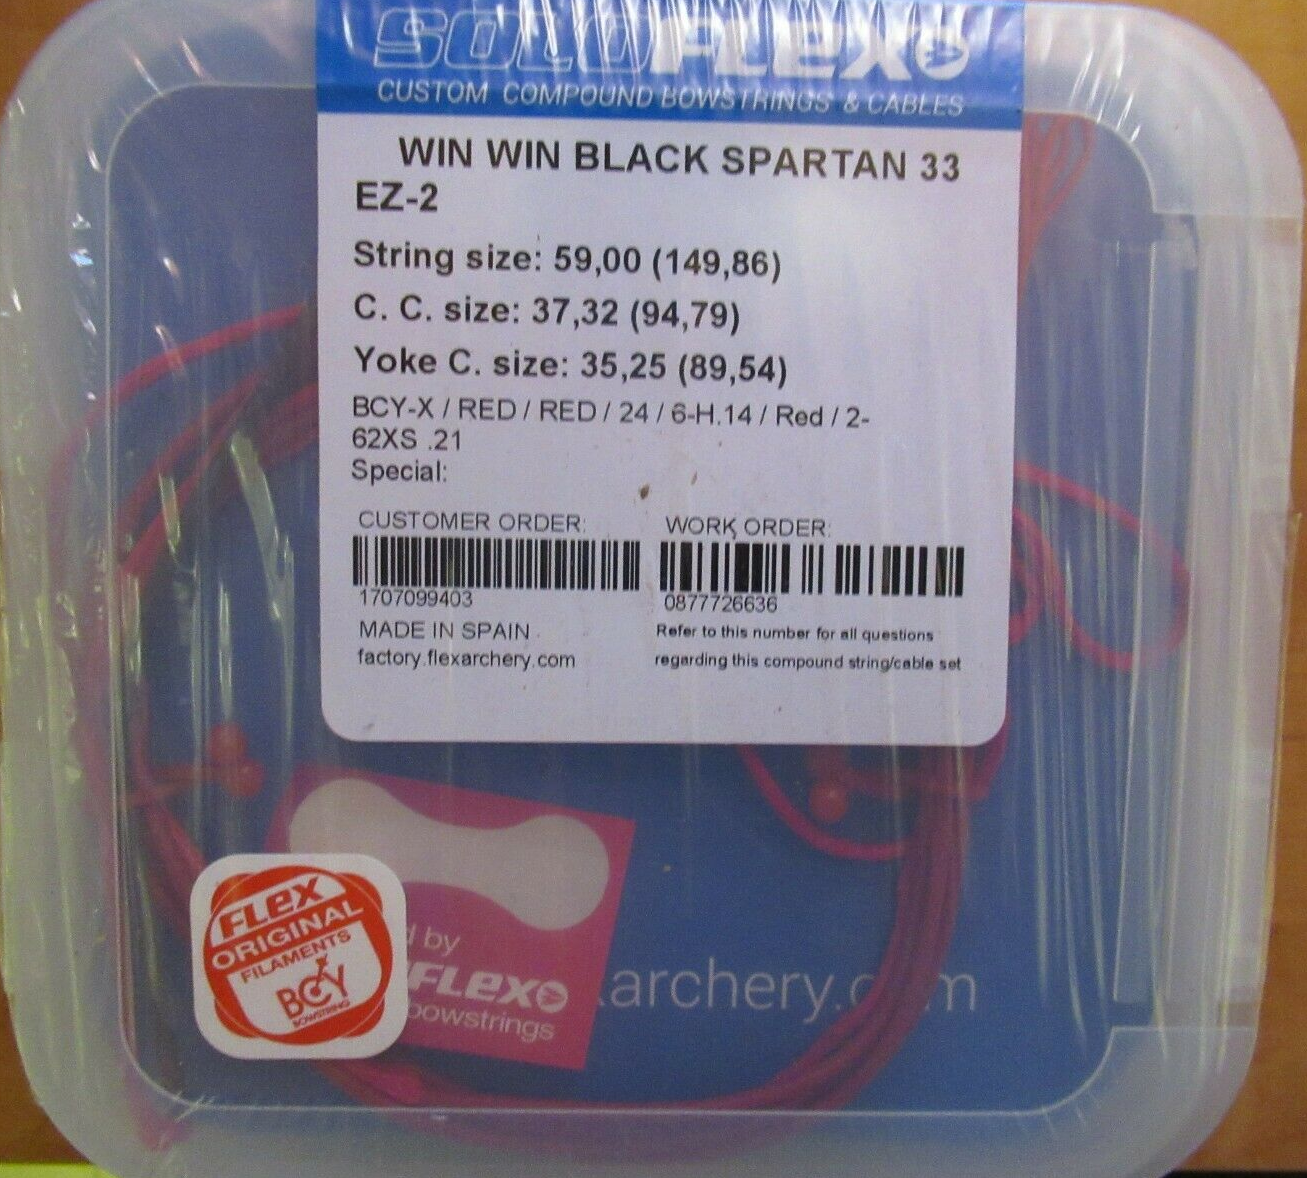 SOLOFLEX
CUSTOM COMPOUND BOWSTRINGS & CABLES
WIN WIN BLACK SPARTAN 33
EZ-2
String size: 59,00 (149,86)
C. C. size: 37,32 (94,79)
Yoke C. size: 35,25 (89,54)
BCY-X / RED / RED / 24 / 6-H.14 / Red / 2-
62XS .21
Special:
CUSTOMER ORDER:
WORK ORDER:
1707099403
0877726636
MADE IN SPAIN
Refer to this number for all questions
factory.flexarchery.com
regarding this compound string/cable set
FLEX
ORIGINAL
FILAMENTS
BCY
BOWSTRING
d by
FLEX
bowstrings
archery.c m